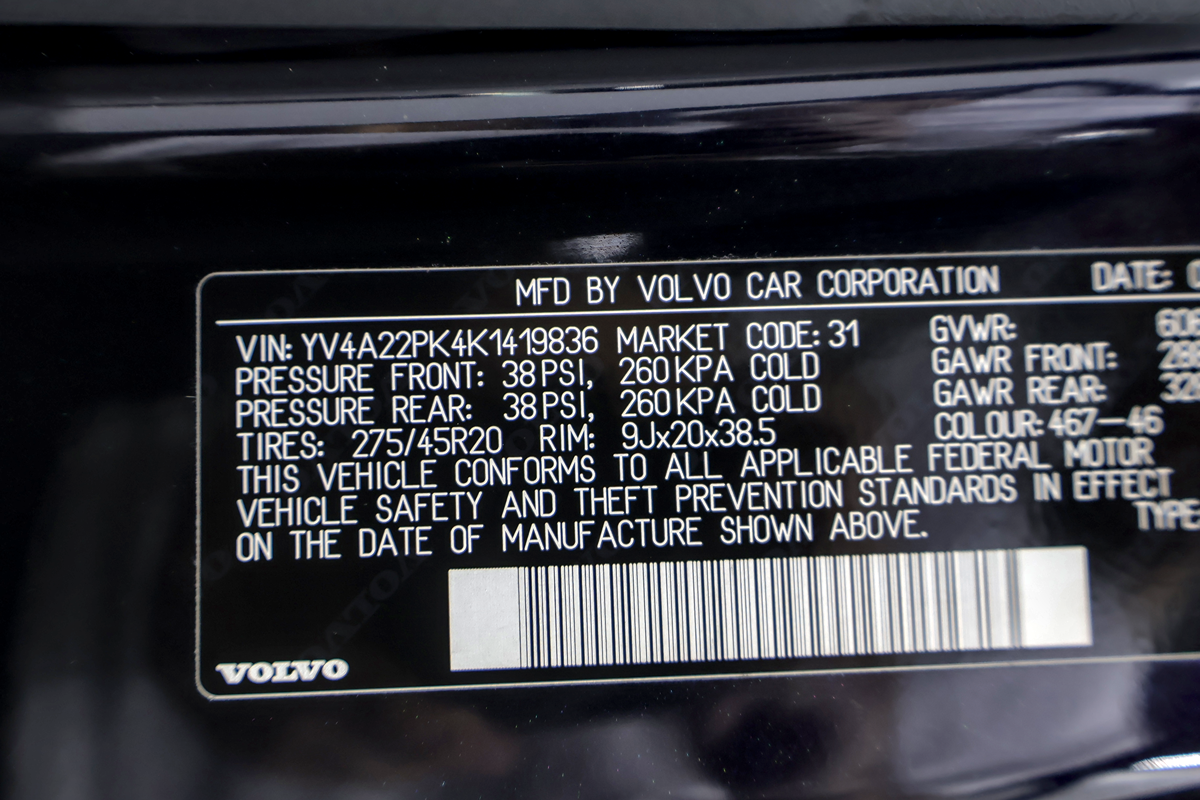 MFD BY VOLVO CAR CORPORATION DATE: 0
VIN: YV4A22PK4K1419836 MARKET CODE: 31 GVWR:
PRESSURE FRONT: 38 PSI, 260 KPA COLD GAWR FRONT:
PRESSURE REAR: 38 PSI, 260 KPA COLD GAWR REAR:
TIRES: 275/45R20 RIM: 9Jx20x38.5 COLOUR: 467-46
THIS VEHICLE CONFORMS TO ALL APPLICABLE FEDERAL MOTOR
VEHICLE SAFETY AND THEFT PREVENTION STANDARDS IN EFFECT
ON THE DATE OF MANUFACTURE SHOWN ABOVE. TYPE
VOLVO